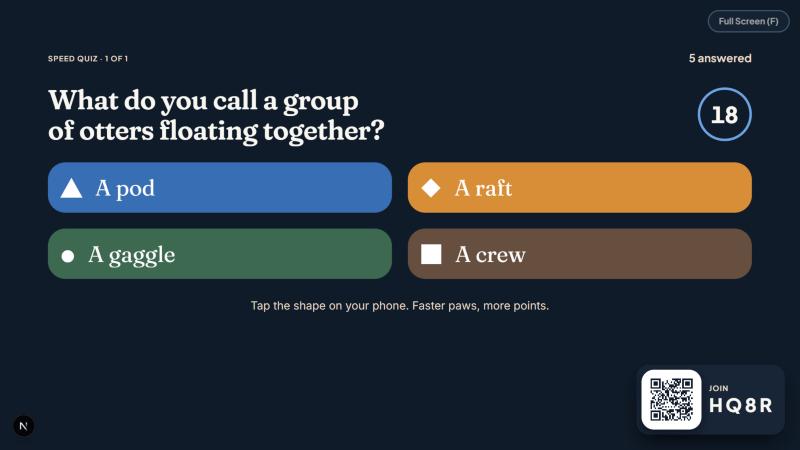 Full Screen (F)
SPEED QUIZ · 1 OF 1
5 answered
What do you call a group
of otters floating together?
18
A pod
A raft
A gaggle
A crew
Tap the shape on your phone. Faster paws, more points.
JOIN
HQ8R
N